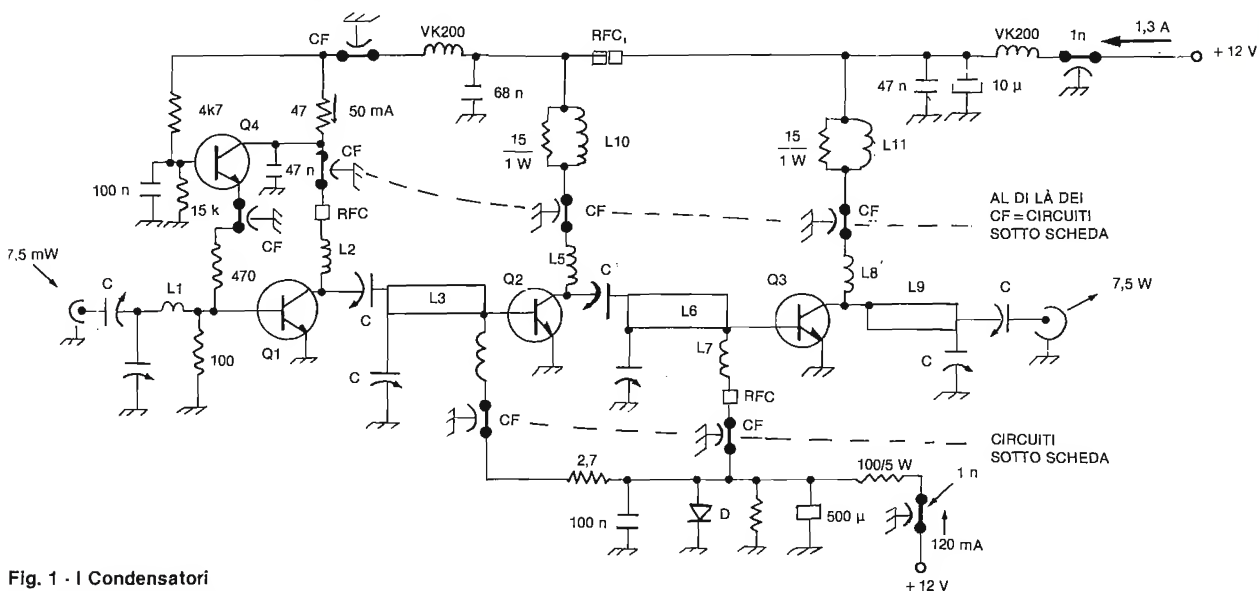 CF
VK200
RFC₁
VK200
1n
1,3 A
+ 12 V
4k7
Q4
47
50 mA
68 n
47 n
10 µ
15
1 W
L10
15
1 W
L11
100 n
15 k
47 n
CF
CF
RFC
CF
CF
AL DI LÀ DEI
CF = CIRCUITI
SOTTO SCHEDA
7,5 mW
470
L2
L5
L8
C
L1
Q1
100
C
L3
C
Q2
C
L6
L7
Q3
L9
C
C
7,5 W
RFC
CF
CF
CIRCUITI
SOTTO SCHEDA
2,7
100 n
D
500 µ
100/5 W
1 n
120 mA
+ 12 V
Fig. 1 - I Condensatori